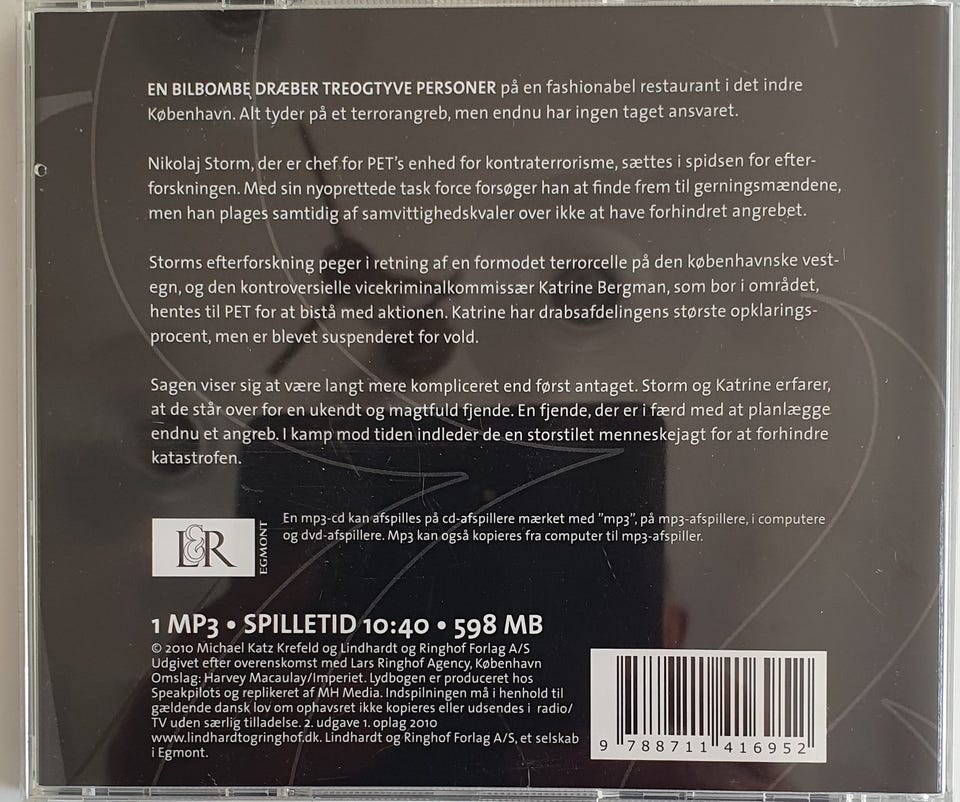 EN BILBOMBE DRÆBER TREOGTYVE PERSONER på en fashionabel restaurant i det indre
København. Alt tyder på et terrorangreb, men endnu har ingen taget ansvaret.
Nikolaj Storm, der er chef for PET's enhed for kontraterrorisme, sættes i spidsen for efter-
forskningen. Med sin nyoprettede task force forsøger han at finde frem til gerningsmændene,
men han plages samtidig af samvittighedskvaler over ikke at have forhindret angrebet.
Storms efterforskning peger i retning af en formodet terrorcelle på den københavnske vest-
egn, og den kontroversielle vicekriminalkommissær Katrine Bergman, som bor i området,
hentes til PET for at bistå med aktionen. Katrine har drabsafdelingens største opklarings-
procent, men er blevet suspenderet for vold.
Sagen viser sig at være langt mere kompliceret end først antaget. Storm og Katrine erfarer,
at de står over for en ukendt og magtfuld fjende. En fjende, der er i færd med at planlægge
endnu et angreb. I kamp mod tiden indleder de en storstilet menneskejagt for at forhindre
katastrofen.
L&R
EGMONT
En mp3-cd kan afspilles på cd-afspillere mærket med "mp3", på mp3-afspillere, i computere
og dvd-afspillere. Mp3 kan også kopieres fra computer til mp3-afspiller.
1 MP3 • SPILLETID 10:40 • 598 MB
© 2010 Michael Katz Krefeld og Lindhardt og Ringhof Forlag A/S
Udgivet efter overenskomst med Lars Ringhof Agency, København
Omslag: Harvey Macaulay/Imperiet. Lydbogen er produceret hos
Speakpilots og replikeret af MH Media. Indspilningen må i henhold til
gældende dansk lov om ophavsret ikke kopieres eller udsendes i radio/
TV uden særlig tilladelse. 2. udgave 1. oplag 2010
www.lindhardtogringhof.dk. Lindhardt og Ringhof Forlag A/S, et selskab
i Egmont.
9 788711 416952